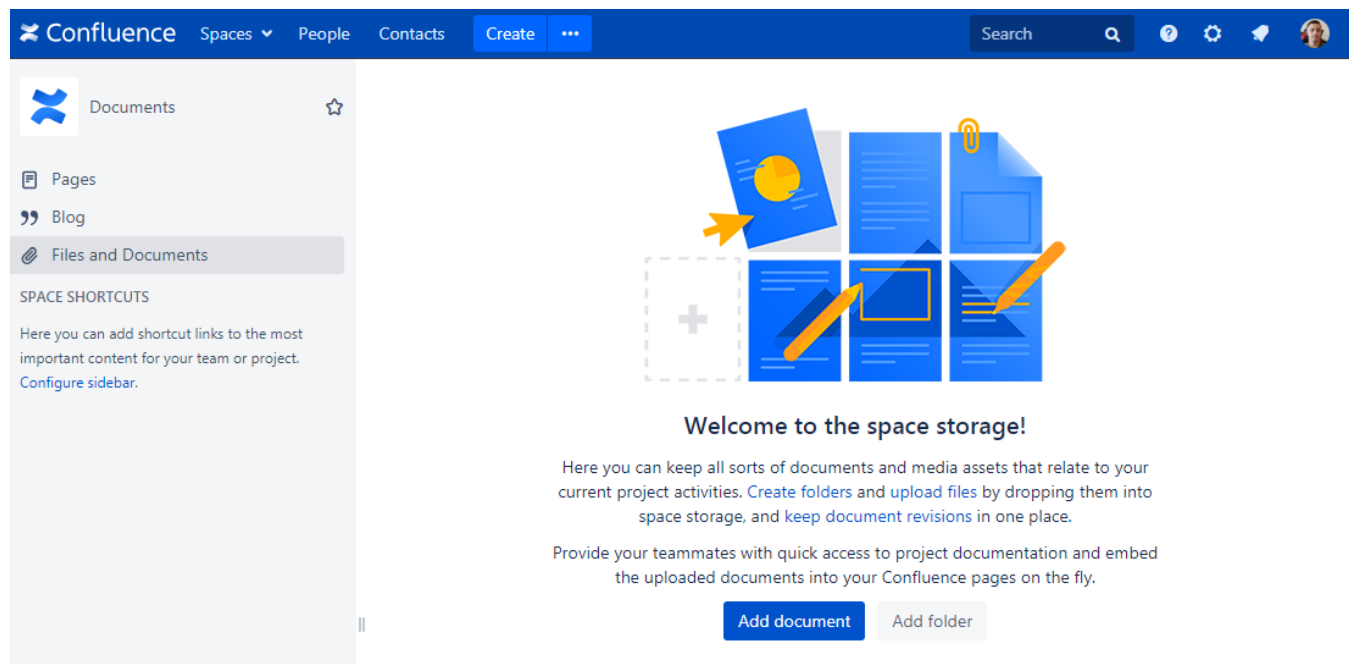 Confluence Spaces People Contacts Create ••• Search
Documents
Pages
Blog
Files and Documents
SPACE SHORTCUTS
Here you can add shortcut links to the most
important content for your team or project.
Configure sidebar.
Welcome to the space storage!
Here you can keep all sorts of documents and media assets that relate to your
current project activities. Create folders and upload files by dropping them into
space storage, and keep document revisions in one place.
Provide your teammates with quick access to project documentation and embed
the uploaded documents into your Confluence pages on the fly.
Add document Add folder